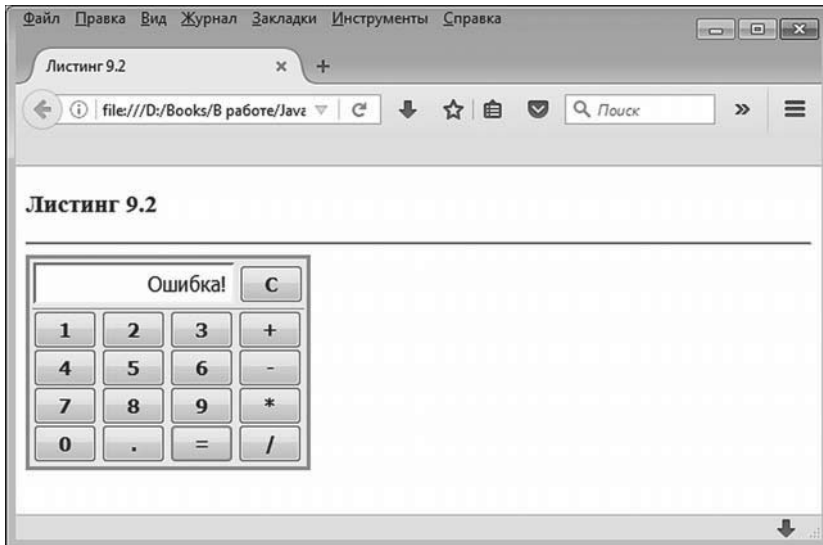 Файл Правка Вид Журнал Закладки Инструменты Справка
Листинг 9.2
file:///D:/Books/В работе/Java
Поиск
Листинг 9.2
Ошибка! C
1 2 3 +
4 5 6 -
7 8 9 *
0 . = /